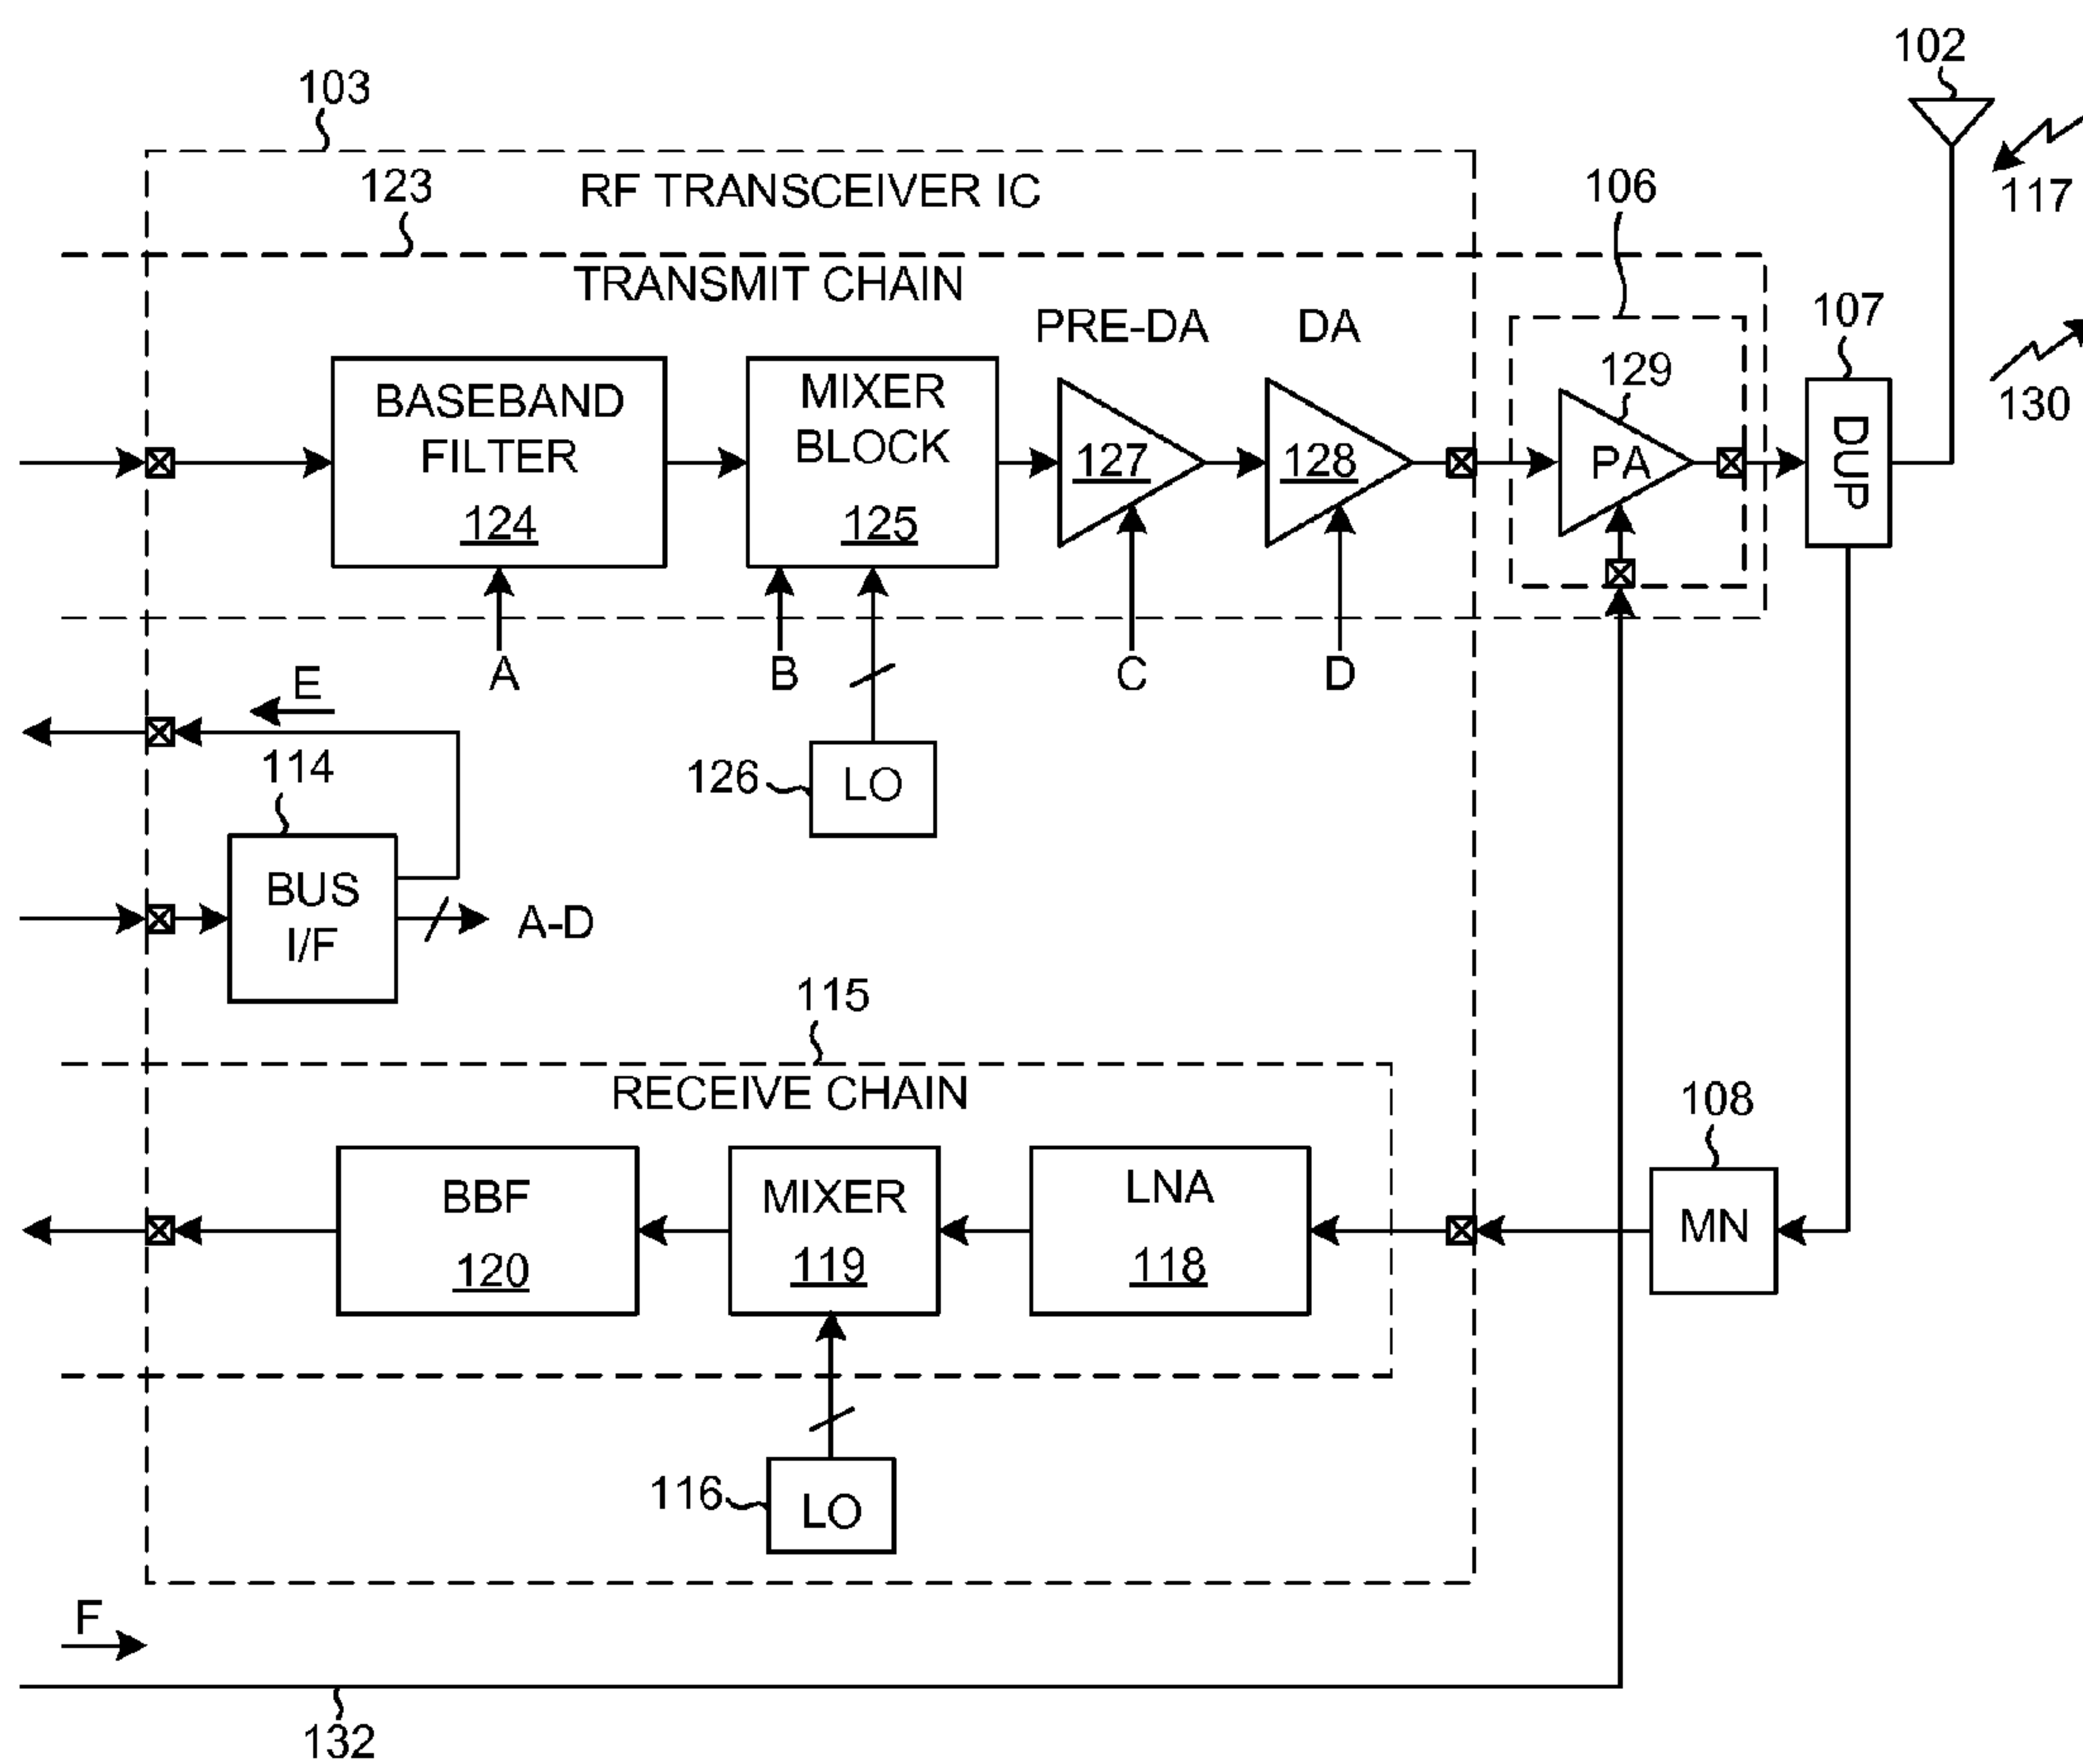 102
103
RF TRANSCEIVER IC
123
106
117
TRANSMIT CHAIN
PRE-DA
DA
107
129
130
BASEBAND
FILTER
124
MIXER
BLOCK
125
127
128
PA
DUP
A
B
C
D
E
114
126
LO
BUS
I/F
A-D
115
RECEIVE CHAIN
108
BBF
120
MIXER
119
LNA
118
MN
116
LO
F
132